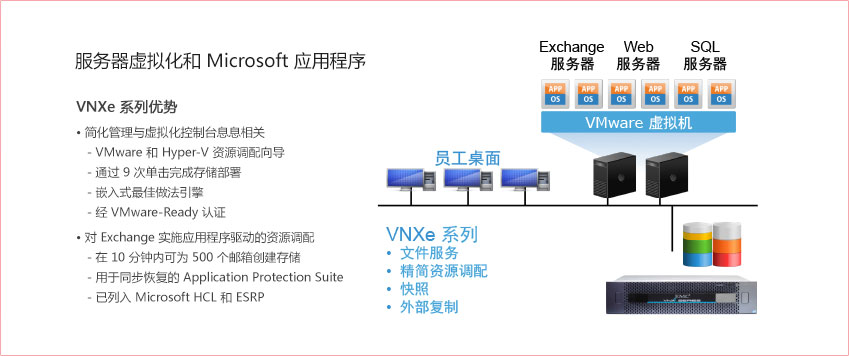 服务器虚拟化和 Microsoft 应用程序
VNXe 系列优势
• 简化管理与虚拟化控制台息息相关
- VMware 和 Hyper-V 资源调配向导
- 通过 9 次单击完成存储部署
- 嵌入式最佳做法引擎
- 经 VMware-Ready 认证
• 对 Exchange 实施应用程序驱动的资源调配
- 在 10 分钟内可为 500 个邮箱创建存储
- 用于同步恢复的 Application Protection Suite
- 已列入 Microsoft HCL 和 ESRP
Exchange 服务器
Web 服务器
SQL 服务器
APP OS
APP OS
APP OS
APP OS
APP OS
APP OS
VMware 虚拟机
员工桌面
VNXe 系列
• 文件服务
• 精简资源调配
• 快照
• 外部复制
EMC²